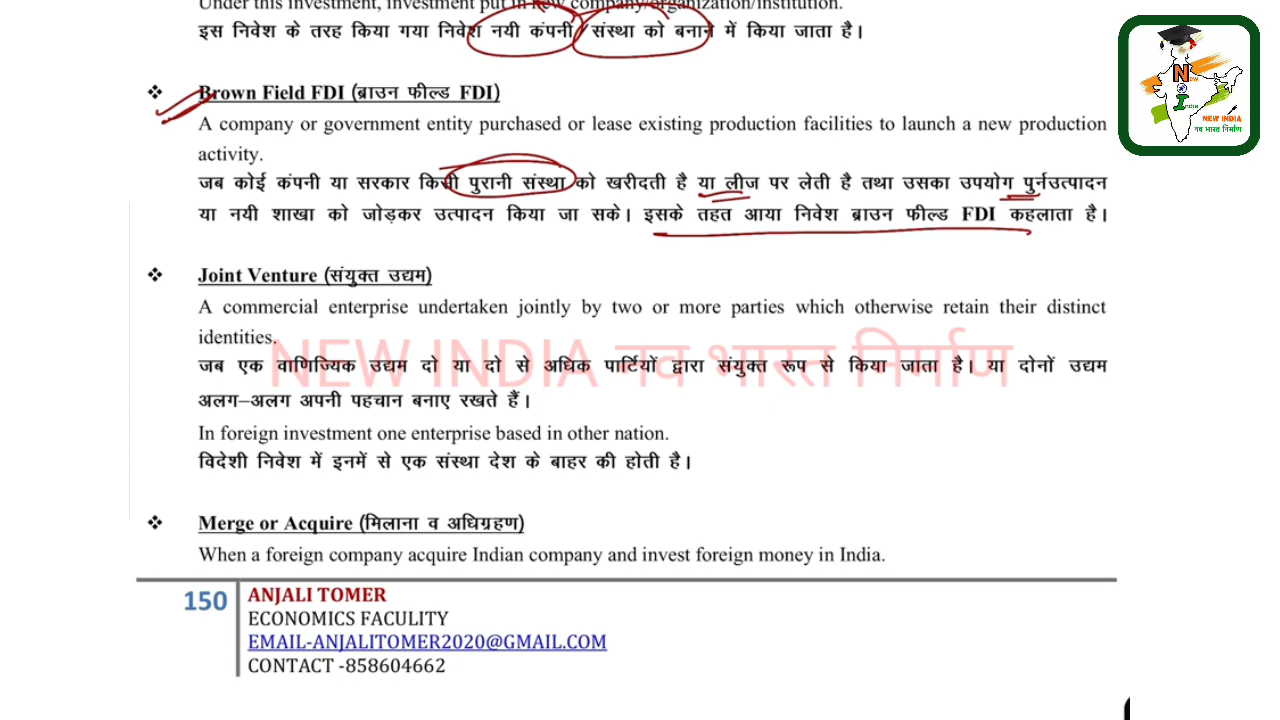 Under this investment, investment put in new company/organization/institution.
इस निवेश के तरह किया गया निवेश नयी कंपनी / संस्था को बनाने में किया जाता है।
❖ Brown Field FDI (ब्राउन फील्ड FDI)
A company or government entity purchased or lease existing production facilities to launch a new production
activity.
जब कोई कंपनी या सरकार किसी पुरानी संस्था को खरीदती है या लीज पर लेती है तथा उसका उपयोग पुर्नउत्पादन
या नयी शाखा को जोड़कर उत्पादन किया जा सके। इसके तहत आया निवेश ब्राउन फील्ड FDI कहलाता है।
❖ Joint Venture (संयुक्त उद्यम)
A commercial enterprise undertaken jointly by two or more parties which otherwise retain their distinct
identities.
NEW INDIA नव भारत निर्माण
जब एक वाणिज्यिक उद्यम दो या दो से अधिक पार्टियों द्वारा संयुक्त रूप से किया जाता है। या दोनों उद्यम
अलग–अलग अपनी पहचान बनाए रखते हैं।
In foreign investment one enterprise based in other nation.
विदेशी निवेश में इनमें से एक संस्था देश के बाहर की होती है।
❖ Merge or Acquire (मिलाना व अधिग्रहण)
When a foreign company acquire Indian company and invest foreign money in India.
150
ANJALI TOMER
ECONOMICS FACULITY
EMAIL-ANJALITOMER2020@GMAIL.COM
CONTACT -858604662
New
India
NEW INDIA
नव भारत निर्माण